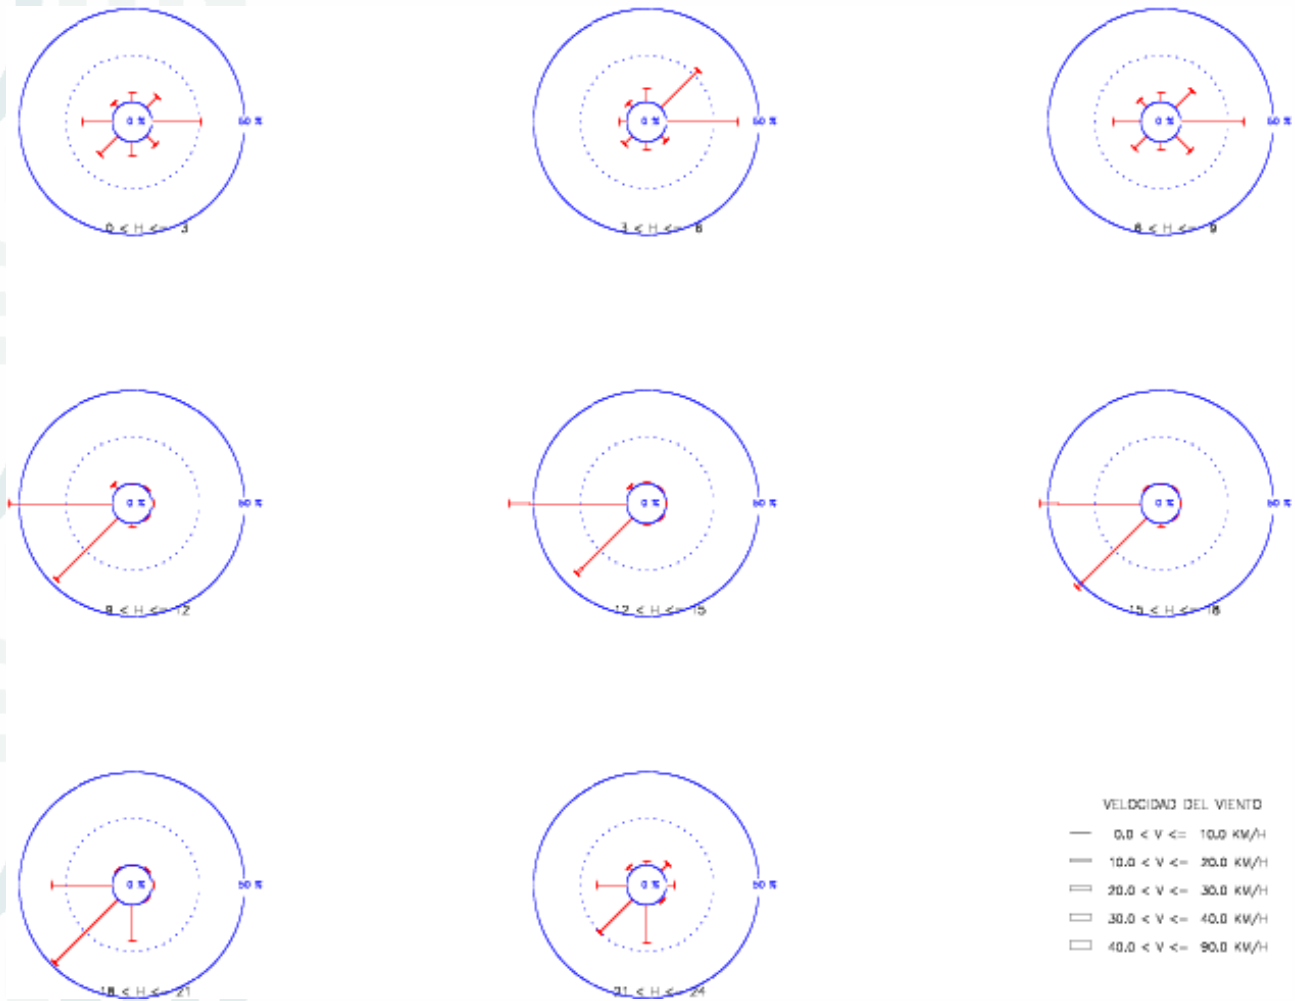 0 %
50 %
0 < H <= 3
0 %
50 %
3 < H <= 6
0 %
50 %
6 < H <= 9
0 %
50 %
9 < H <= 12
0 %
50 %
12 < H <= 15
0 %
50 %
15 < H <= 18
0 %
50 %
18 < H <= 21
0 %
50 %
21 < H <= 24
VELOCIDAD DEL VIENTO
0.0 < V <= 10.0 KM/H
10.0 < V <= 20.0 KM/H
20.0 < V <= 30.0 KM/H
30.0 < V <= 40.0 KM/H
40.0 < V <= 90.0 KM/H